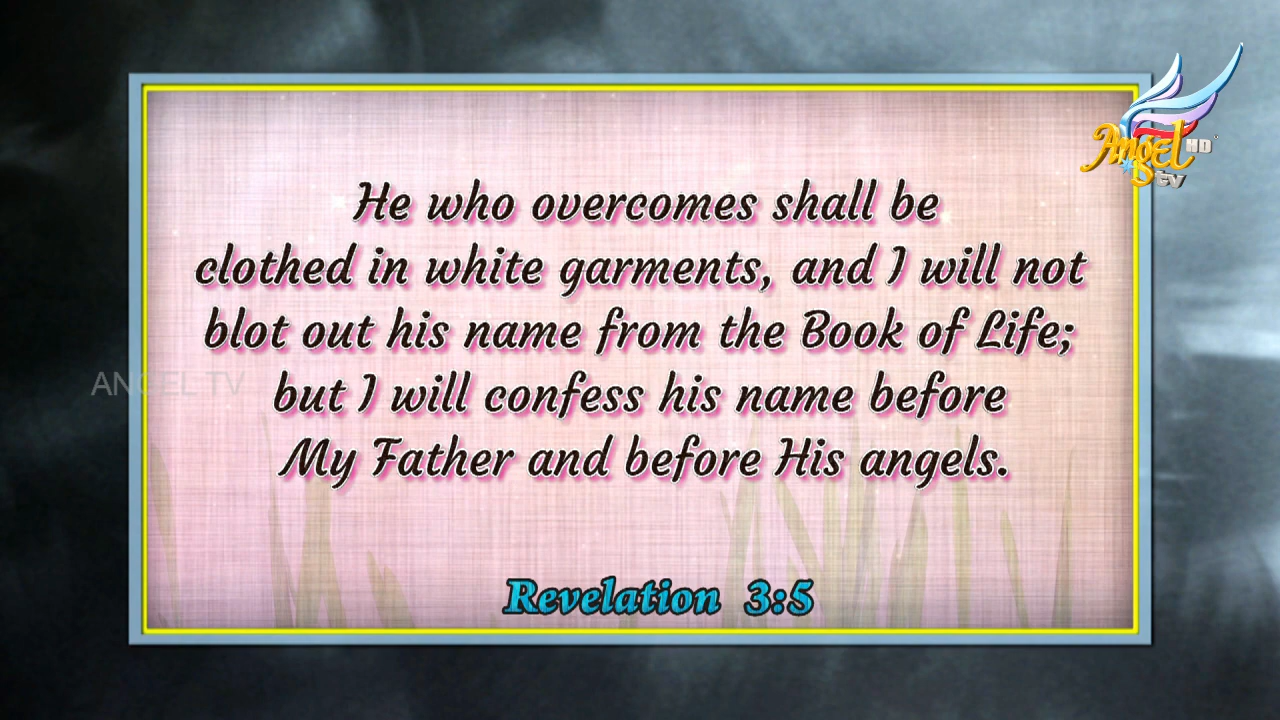 He who overcomes shall be
clothed in white garments, and I will not
blot out his name from the Book of Life;
but I will confess his name before
My Father and before His angels.
Revelation 3:5
Angel HD
tv
ANGEL TV